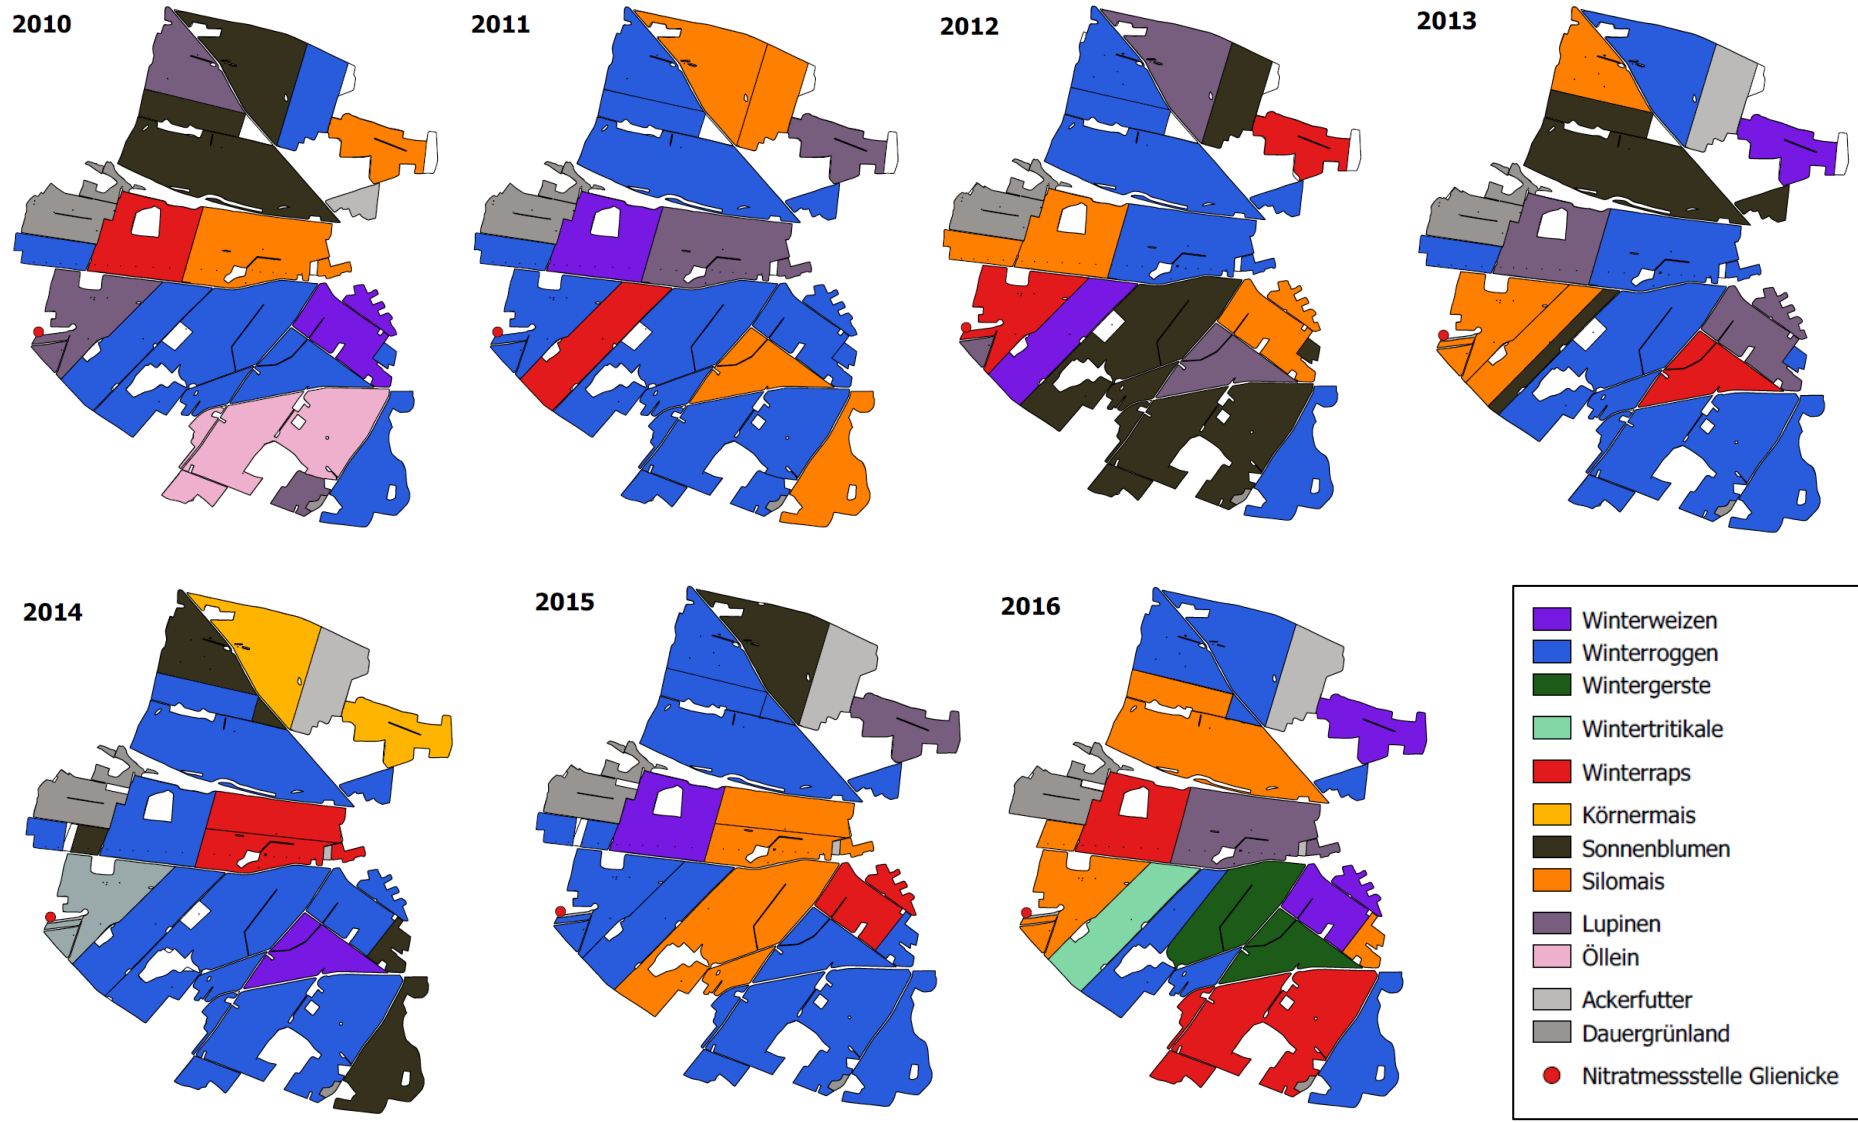 2010
2011
2012
2013
2014
2015
2016
Winterweizen
Winterroggen
Wintergerste
Wintertritikale
Winterraps
Körnermais
Sonnenblumen
Silomais
Lupinen
Öllein
Ackerfutter
Dauergrünland
Nitratmessstelle Glienicke